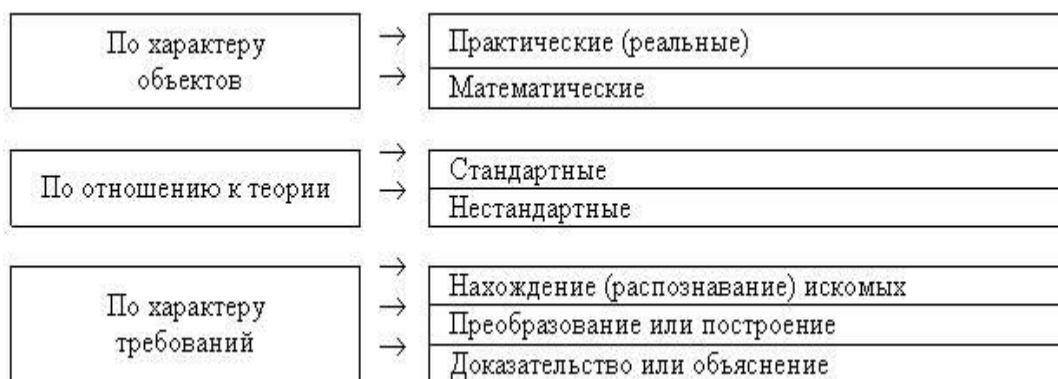 По характеру
объектов
→ Практические (реальные)
→ Математические
По отношению к теории
→ Стандартные
→ Нестандартные
По характеру
требований
→ Нахождение (распознавание) искомых
→ Преобразование или построение
→ Доказательство или объяснение